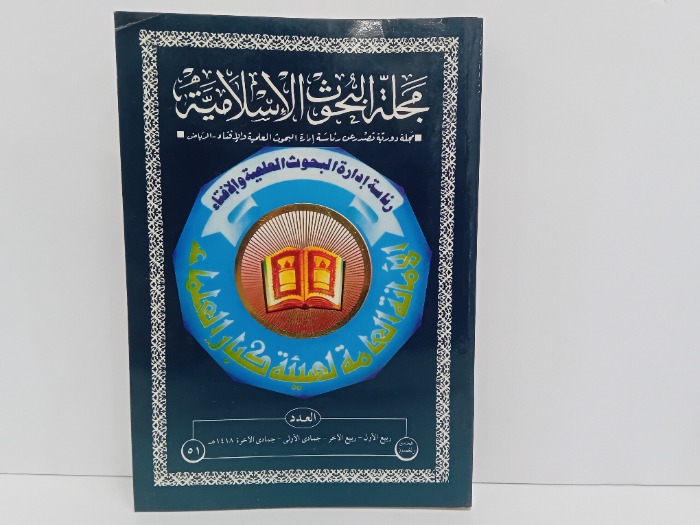 مجلة البحوث الإسلامية
مجلة دورية تصدر عن رئاسة إدارة البحوث العلمية والإفتاء - الرياض
رئاسة إدارة البحوث العلمية والإفتاء
الأمانة العامة لهيئة كبار العلماء
العدد
ربيع الأول - ربيع الآخر - جمادى الأولى - جمادى الآخرة ١٤١٨هـ
٥١